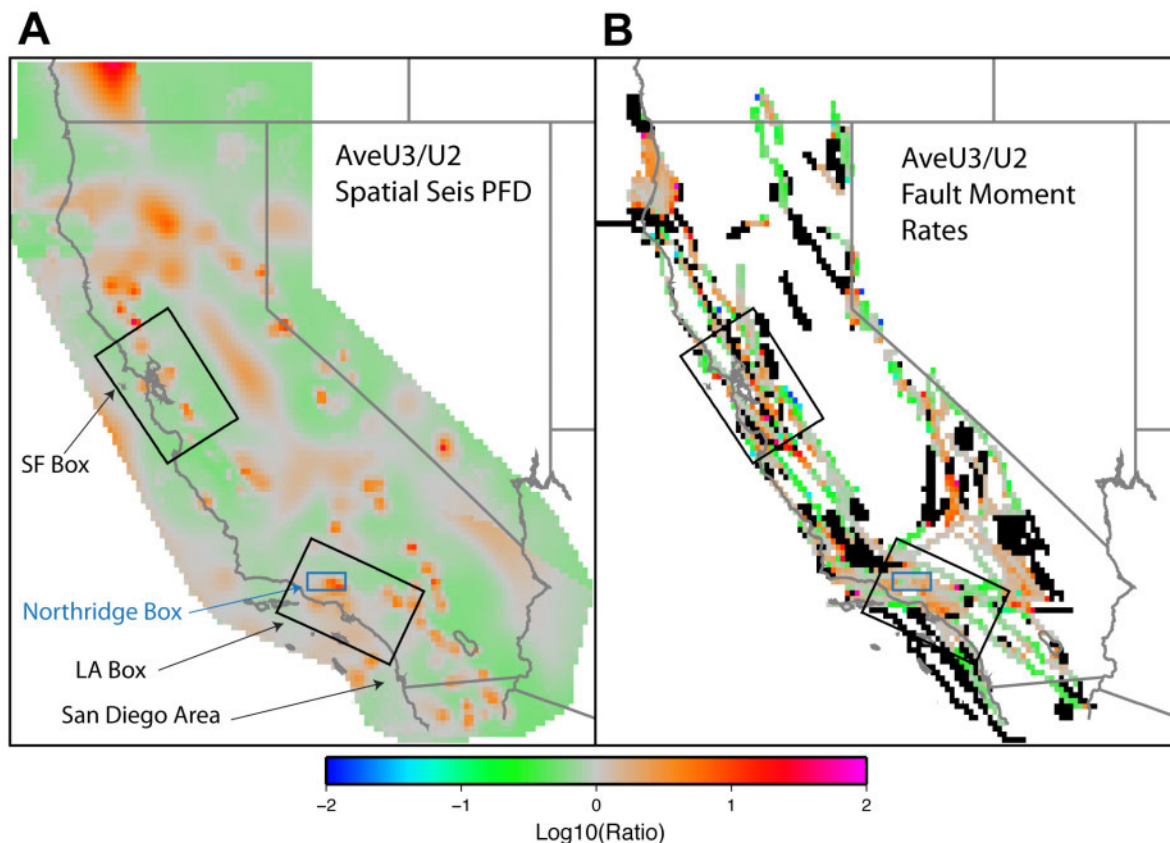 A
B
AveU3/U2
Spatial Seis PFD
AveU3/U2
Fault Moment
Rates
SF Box
Northridge Box
LA Box
San Diego Area
−2
−1
0
1
2
Log10(Ratio)